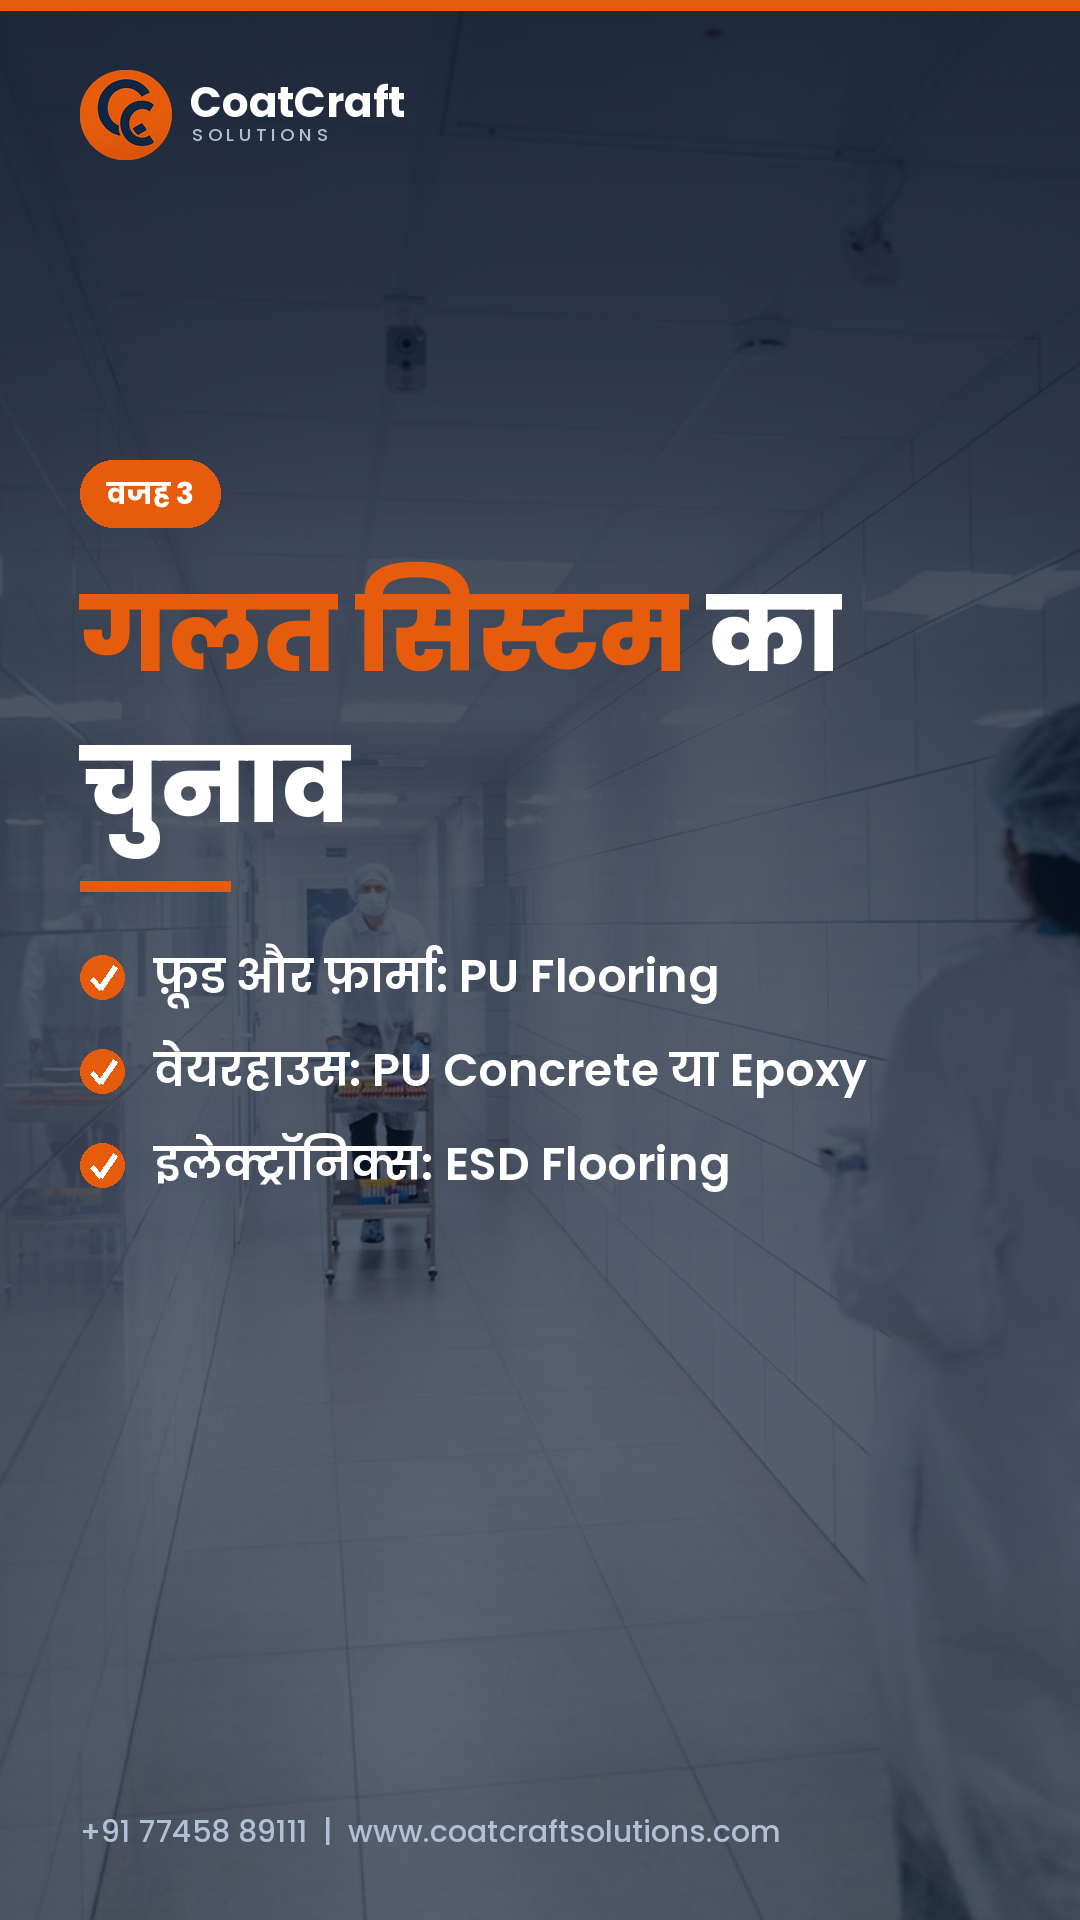 CoatCraft
SOLUTIONS
वजह 3
गलत सिस्टम का
चुनाव
फ़ूड और फ़ार्मा: PU Flooring
वेयरहाउस: PU Concrete या Epoxy
इलेक्ट्रॉनिक्स: ESD Flooring
+91 77458 89111 | www.coatcraftsolutions.com